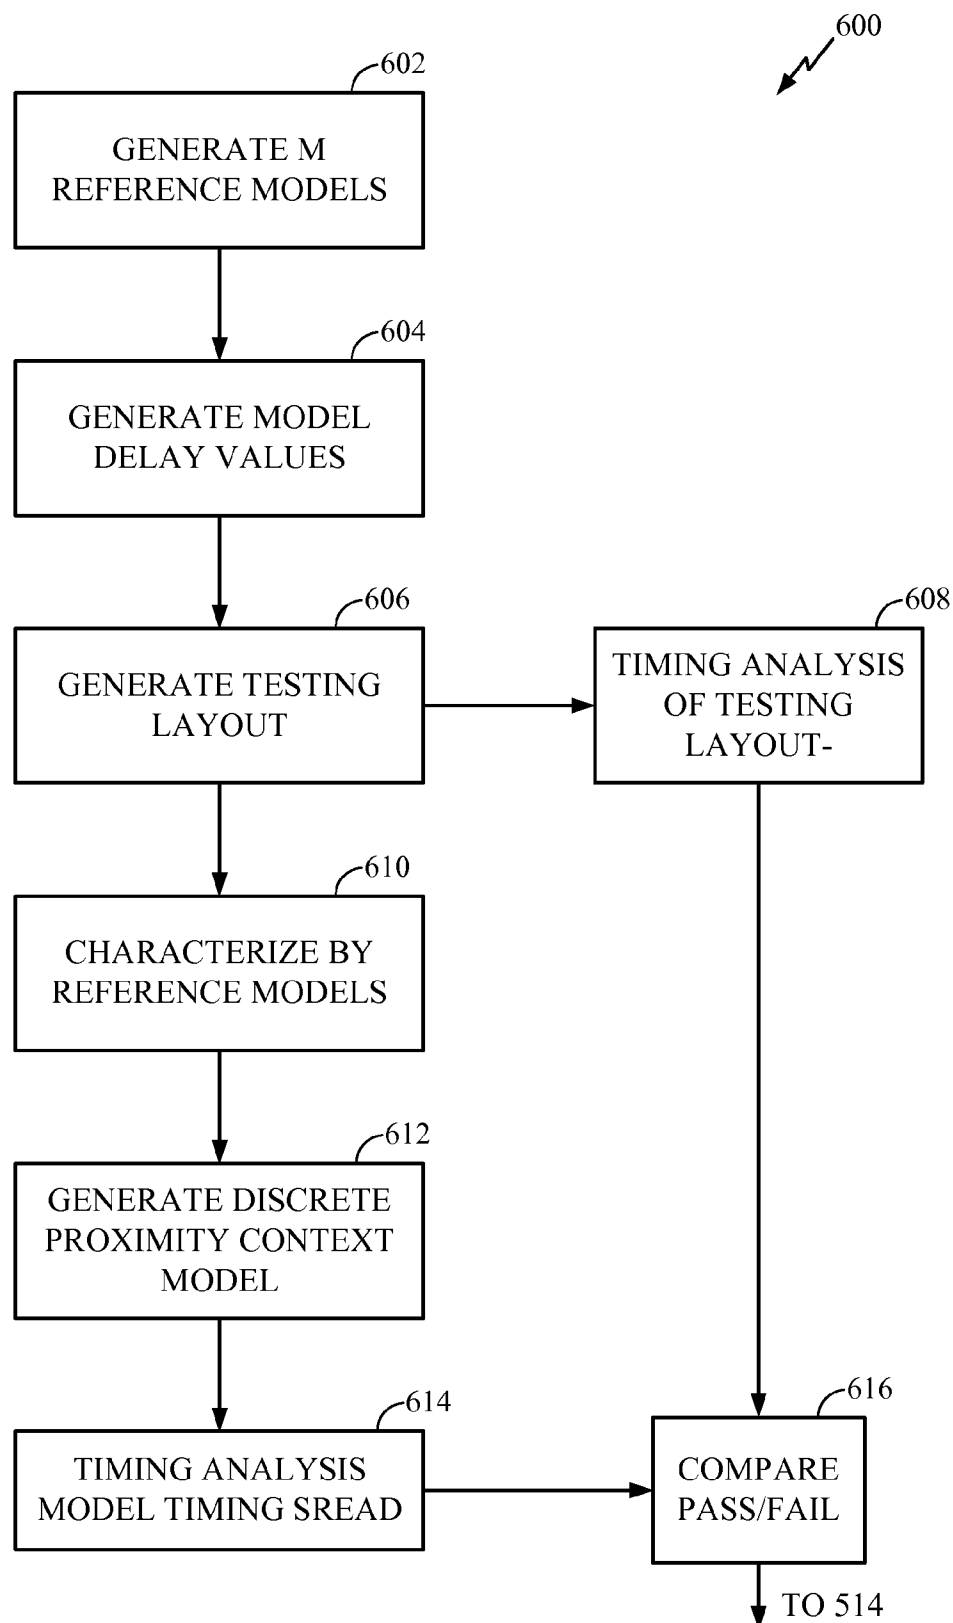 600
602
GENERATE M
REFERENCE MODELS
604
GENERATE MODEL
DELAY VALUES
606
GENERATE TESTING
LAYOUT
608
TIMING ANALYSIS
OF TESTING
LAYOUT-
610
CHARACTERIZE BY
REFERENCE MODELS
612
GENERATE DISCRETE
PROXIMITY CONTEXT
MODEL
614
TIMING ANALYSIS
MODEL TIMING SREAD
616
COMPARE
PASS/FAIL
TO 514